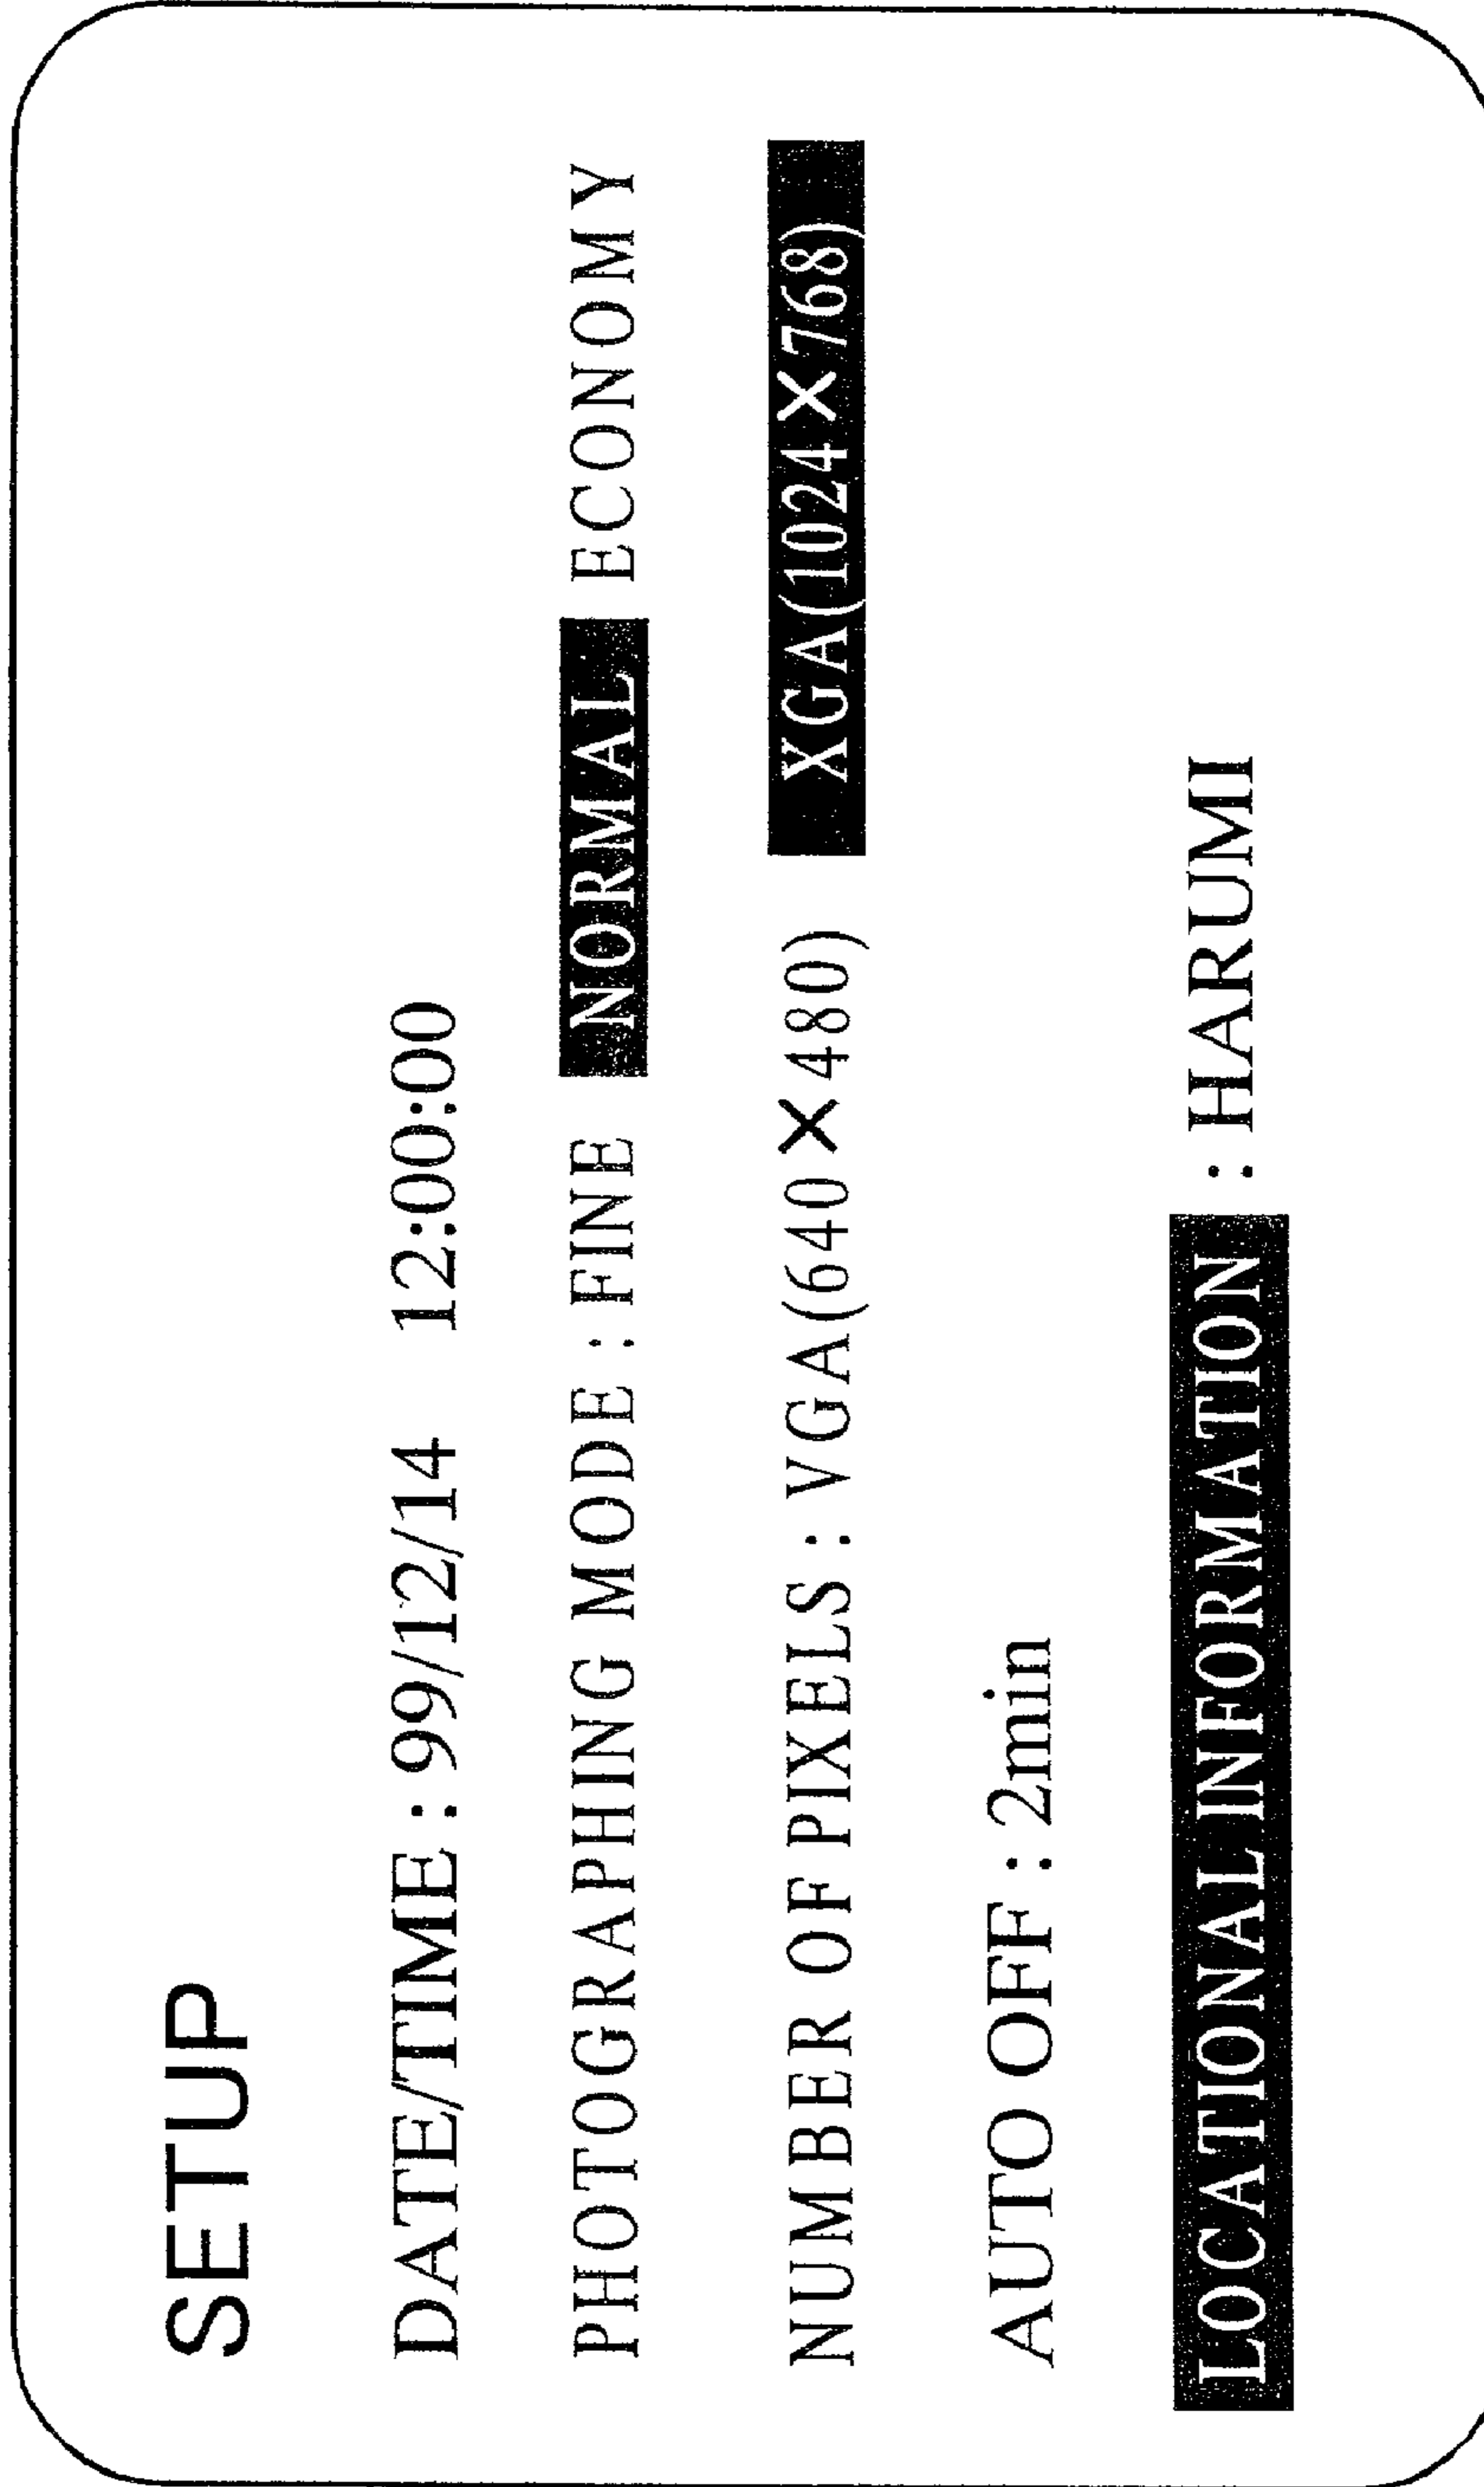 SETUP
DATE/TIME : 99/12/14 12:00:00
PHOTOGRAPHING MODE : FINE NORMAL ECONOMY
NUMBER OF PIXELS : VGA(640×480) XGA(1024×768)
AUTO OFF : 2min
LOCATIONAL INFORMATION : HARUMI